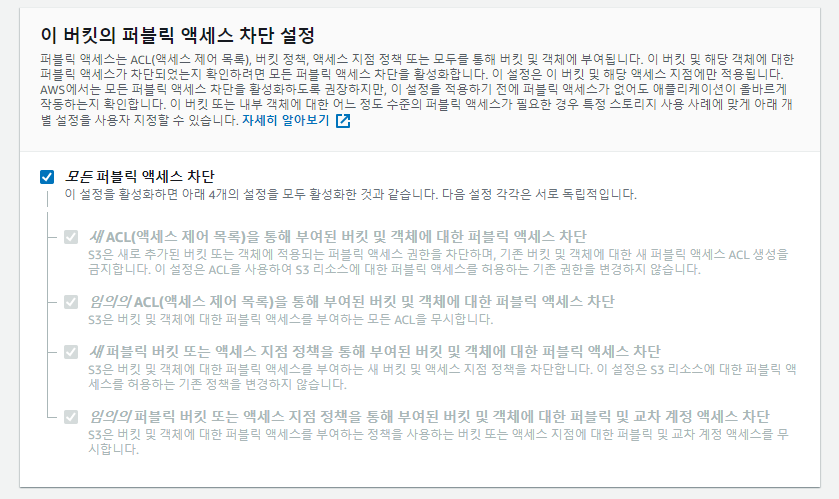 이 버킷의 퍼블릭 액세스 차단 설정
퍼블릭 액세스는 ACL(액세스 제어 목록), 버킷 정책, 액세스 지점 정책 또는 모두를 통해 버킷 및 객체에 부여됩니다. 이 버킷 및 해당 객체에 대한
퍼블릭 액세스가 차단되었는지 확인하려면 모든 퍼블릭 액세스 차단을 활성화합니다. 이 설정은 이 버킷 및 해당 액세스 지점에만 적용됩니다.
AWS에서는 모든 퍼블릭 액세스 차단을 활성화하도록 권장하지만, 이 설정을 적용하기 전에 퍼블릭 액세스가 없어도 애플리케이션이 올바르게
작동하는지 확인합니다. 이 버킷 또는 내부 객체에 대한 어느 정도 수준의 퍼블릭 액세스가 필요한 경우 특정 스토리지 사용 사례에 맞게 아래 개
별 설정을 사용자 지정할 수 있습니다. 자세히 알아보기
모든 퍼블릭 액세스 차단
이 설정을 활성화하면 아래 4개의 설정을 모두 활성화한 것과 같습니다. 다음 설정 각각은 서로 독립적입니다.
새 ACL(액세스 제어 목록)을 통해 부여된 버킷 및 객체에 대한 퍼블릭 액세스 차단
S3은 새로 추가된 버킷 또는 객체에 적용되는 퍼블릭 액세스 권한을 차단하며, 기존 버킷 및 객체에 대한 새 퍼블릭 액세스 ACL 생성을
금지합니다. 이 설정은 ACL을 사용하여 S3 리소스에 대한 퍼블릭 액세스를 허용하는 기존 권한을 변경하지 않습니다.
임의의 ACL(액세스 제어 목록)을 통해 부여된 버킷 및 객체에 대한 퍼블릭 액세스 차단
S3은 버킷 및 객체에 대한 퍼블릭 액세스를 부여하는 모든 ACL을 무시합니다.
새 퍼블릭 버킷 또는 액세스 지점 정책을 통해 부여된 버킷 및 객체에 대한 퍼블릭 액세스 차단
S3은 버킷 및 객체에 대한 퍼블릭 액세스를 부여하는 새 버킷 및 액세스 지점 정책을 차단합니다. 이 설정은 S3 리소스에 대한 퍼블릭 액
세스를 허용하는 기존 정책을 변경하지 않습니다.
임의의 퍼블릭 버킷 또는 액세스 지점 정책을 통해 부여된 버킷 및 객체에 대한 퍼블릭 및 교차 계정 액세스 차단
S3은 버킷 및 객체에 대한 퍼블릭 액세스를 부여하는 정책을 사용하는 버킷 또는 액세스 지점에 대한 퍼블릭 및 교차 계정 액세스를 무
시합니다.